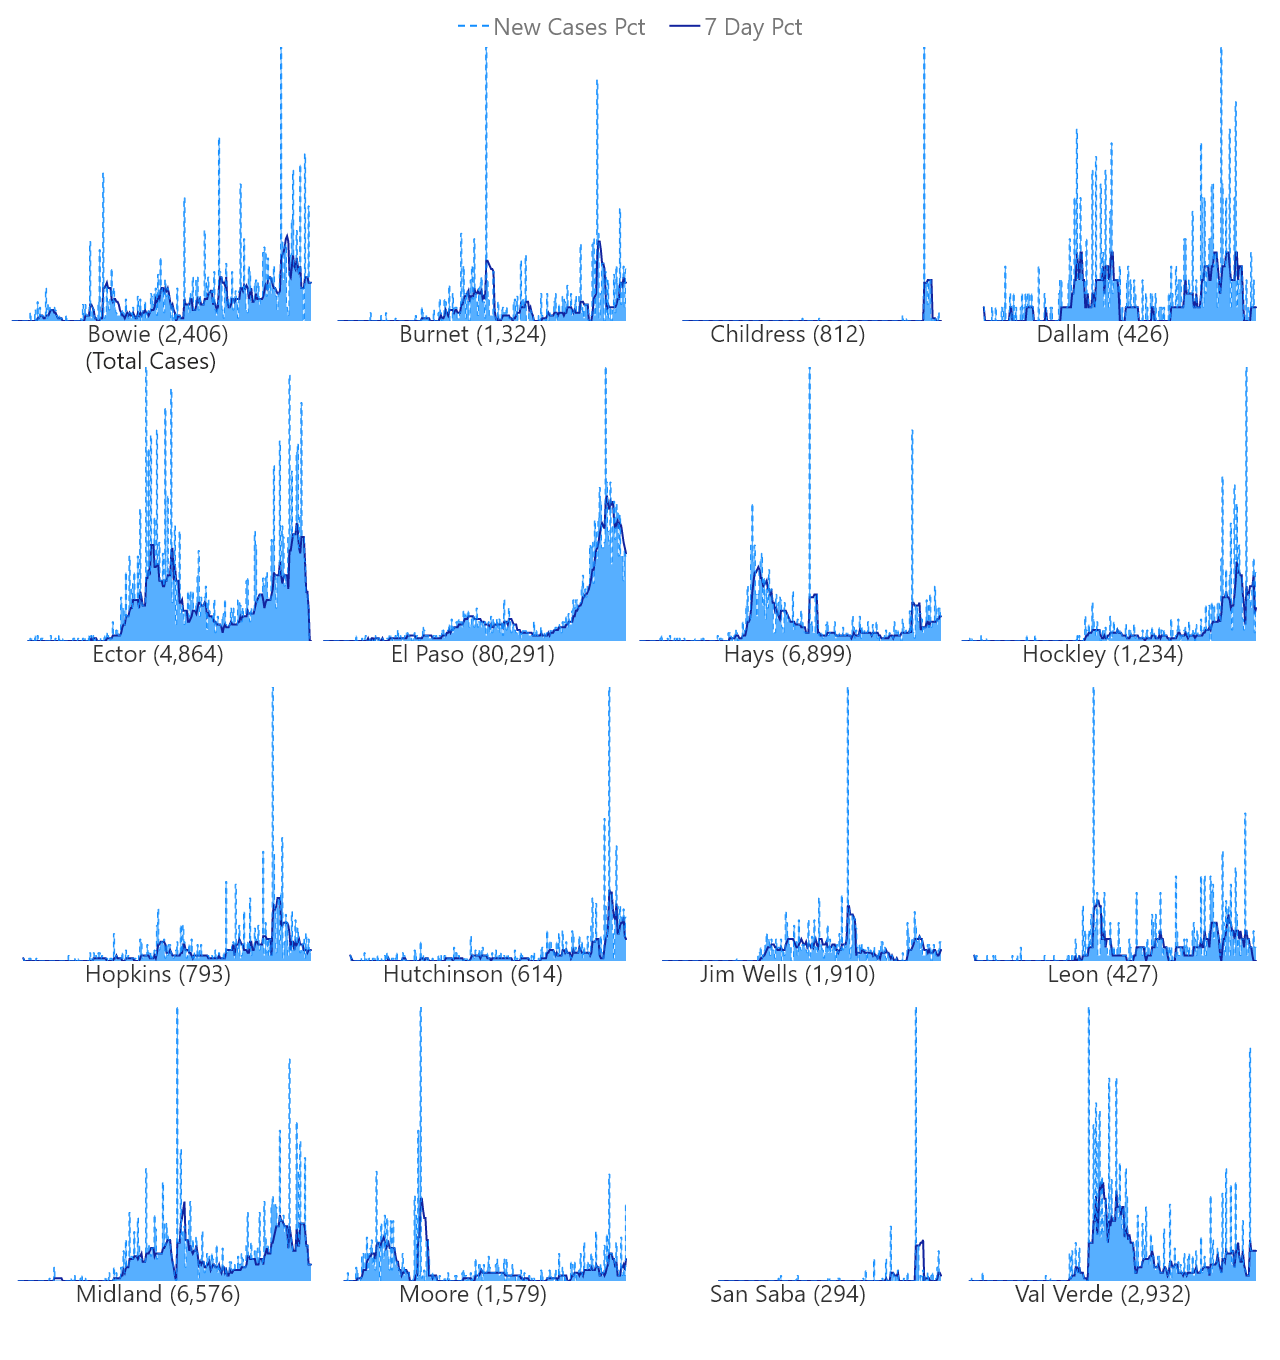 New Cases Pct 7 Day Pct
Bowie (2,406) Burnet (1,324) Childress (812) Dallam (426)
(Total Cases)
Ector (4,864) El Paso (80,291) Hays (6,899) Hockley (1,234)
Hopkins (793) Hutchinson (614) Jim Wells (1,910) Leon (427)
Midland (6,576) Moore (1,579) San Saba (294) Val Verde (2,932)